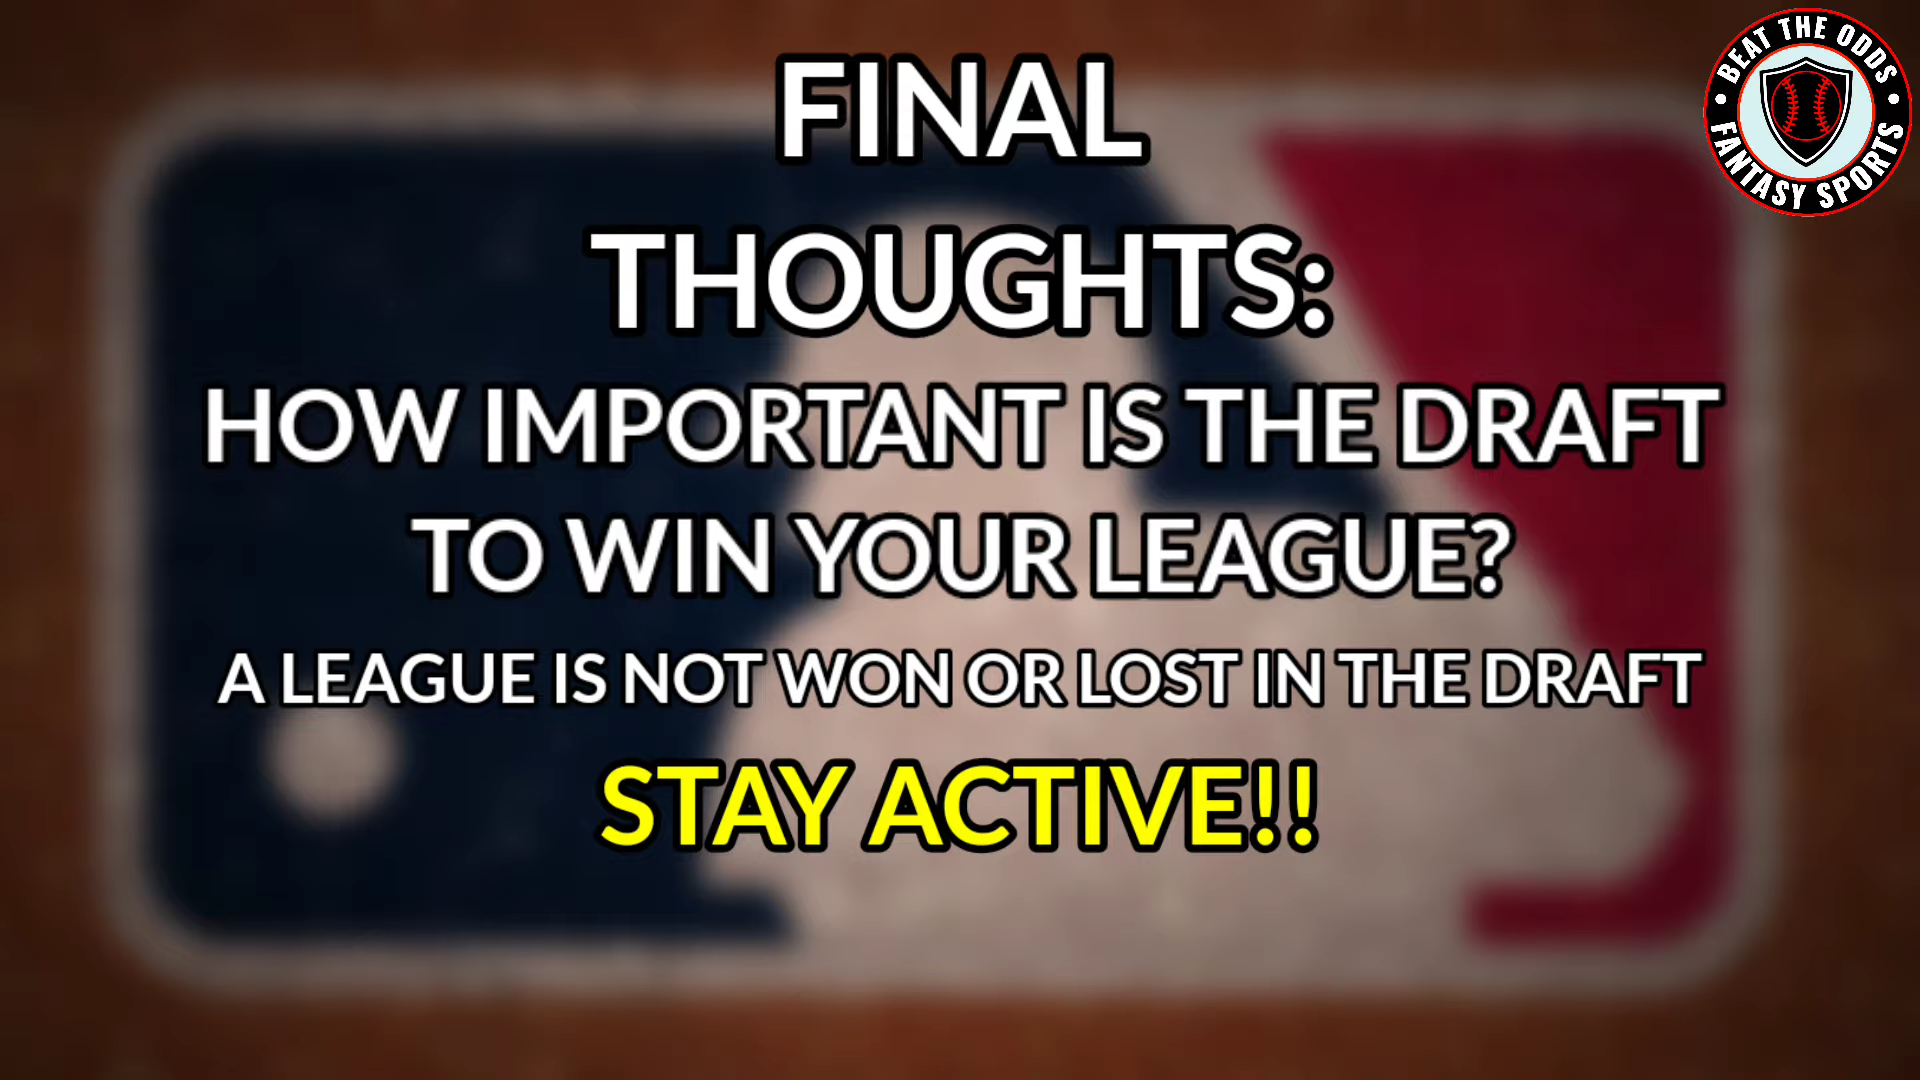 FINAL
THOUGHTS:
HOW IMPORTANT IS THE DRAFT
TO WIN YOUR LEAGUE?
A LEAGUE IS NOT WON OR LOST IN THE DRAFT
STAY ACTIVE!!
BEAT THE ODDS
FANTASY SPORTS